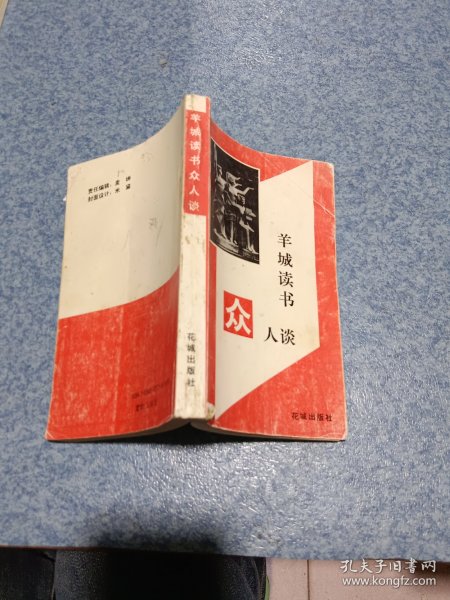 羊城读书众人谈
花城出版社
羊城读书
众
人谈
花城出版社
责任编辑：
封面设计：
孔夫子旧书网
www.kongfz.com